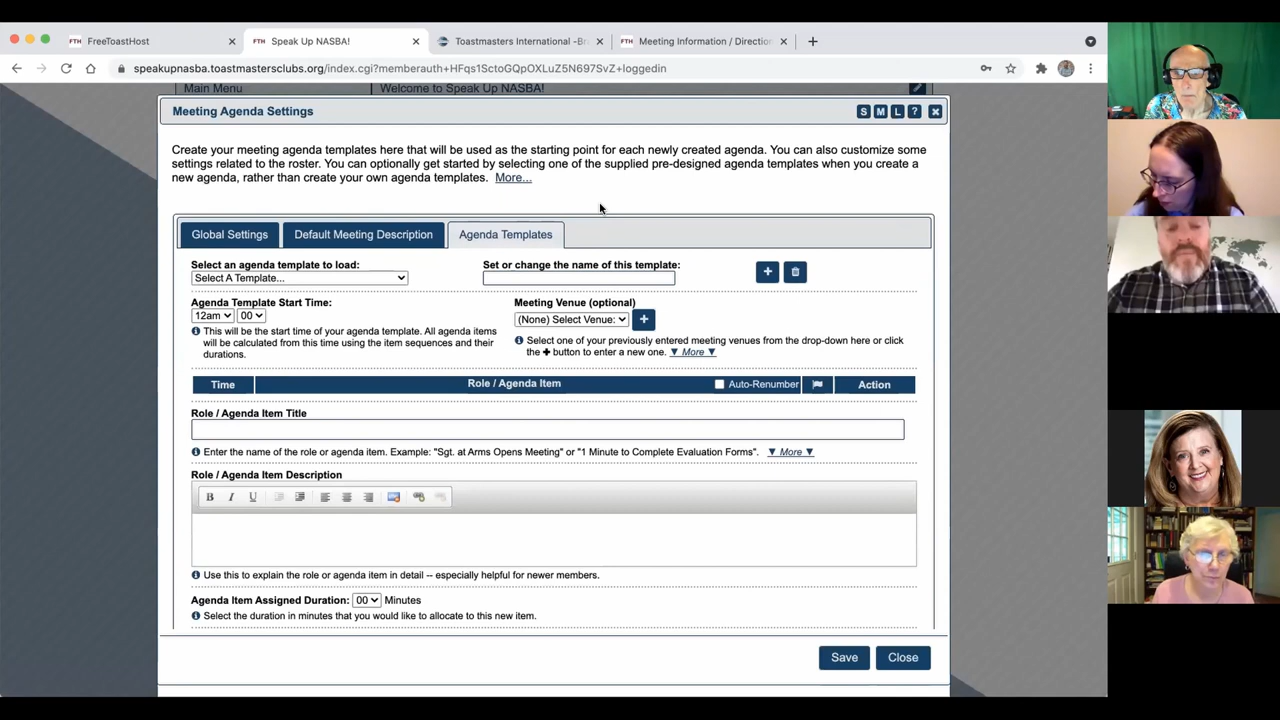 FTH FreeToastHost
FTH Speak Up NASBA!
Toastmasters International -Br
FTH Meeting Information / Directio
speakupnasba.toastmastersclubs.org/index.cgi?memberauth+HFqs1SctoGQpOXLuZ5N697SvZ+loggedin
Main Menu Welcome to Speak Up NASBA!
Meeting Agenda Settings S M L ?
Create your meeting agenda templates here that will be used as the starting point for each newly created agenda. You can also customize some
settings related to the roster. You can optionally get started by selecting one of the supplied pre-designed agenda templates when you create a
new agenda, rather than create your own agenda templates. More...
Global Settings Default Meeting Description Agenda Templates
Select an agenda template to load: Set or change the name of this template:
Select A Template...
Agenda Template Start Time: Meeting Venue (optional)
12am 00 (None) Select Venue:
This will be the start time of your agenda template. All agenda items
will be calculated from this time using the item sequences and their
durations.
Select one of your previously entered meeting venues from the drop-down here or click
the + button to enter a new one. ▼ More ▼
Time Role / Agenda Item Auto-Renumber Action
Role / Agenda Item Title
Enter the name of the role or agenda item. Example: "Sgt. at Arms Opens Meeting" or "1 Minute to Complete Evaluation Forms". ▼ More ▼
Role / Agenda Item Description
B I U
Use this to explain the role or agenda item in detail -- especially helpful for newer members.
Agenda Item Assigned Duration: 00 Minutes
Select the duration in minutes that you would like to allocate to this new item.
Save Close